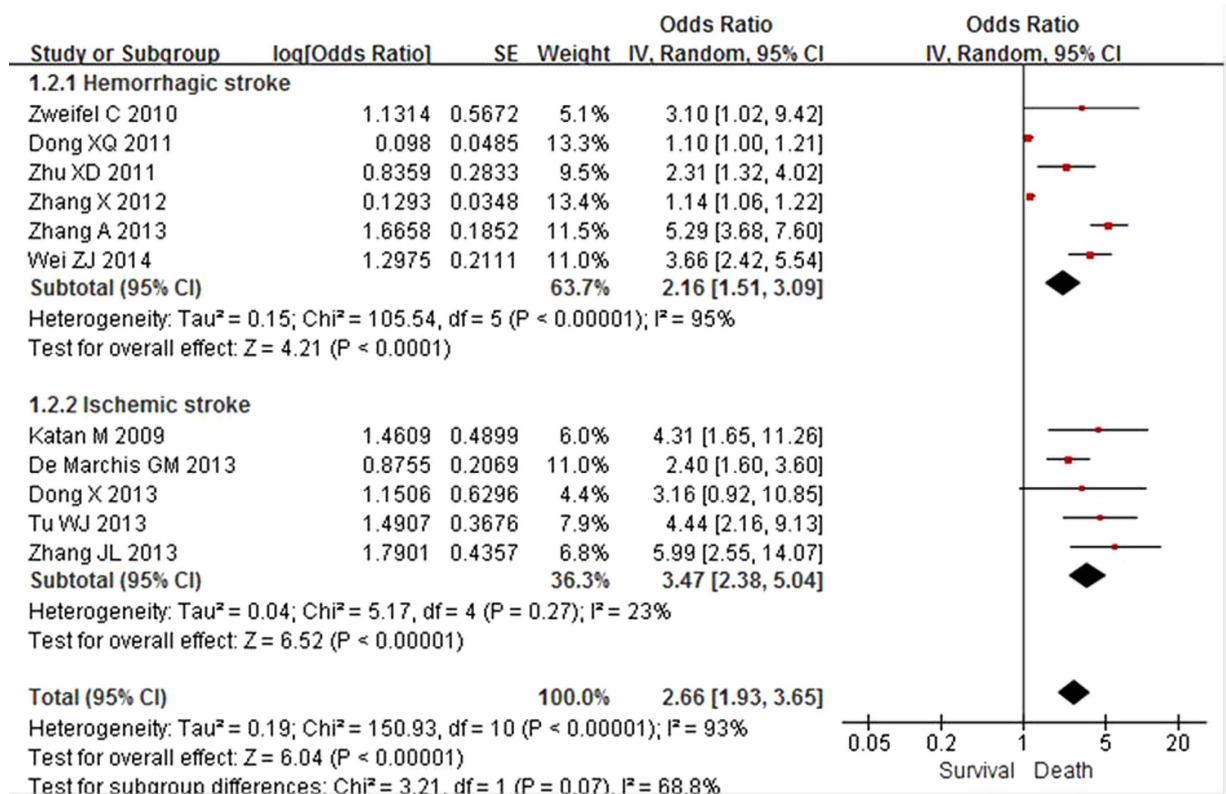 Odds Ratio Odds Ratio
Study or Subgroup log[Odds Ratio] SE Weight IV, Random, 95% CI IV, Random, 95% CI
1.2.1 Hemorrhagic stroke
Zweifel C 2010 1.1314 0.5672 5.1% 3.10 [1.02, 9.42]
Dong XQ 2011 0.098 0.0485 13.3% 1.10 [1.00, 1.21]
Zhu XD 2011 0.8359 0.2833 9.5% 2.31 [1.32, 4.02]
Zhang X 2012 0.1293 0.0348 13.4% 1.14 [1.06, 1.22]
Zhang A 2013 1.6658 0.1852 11.5% 5.29 [3.68, 7.60]
Wei ZJ 2014 1.2975 0.2111 11.0% 3.66 [2.42, 5.54]
Subtotal (95% CI) 63.7% 2.16 [1.51, 3.09]
Heterogeneity: Tau² = 0.15; Chi² = 105.54, df = 5 (P < 0.00001); I² = 95%
Test for overall effect: Z = 4.21 (P < 0.0001)
1.2.2 Ischemic stroke
Katan M 2009 1.4609 0.4899 6.0% 4.31 [1.65, 11.26]
De Marchis GM 2013 0.8755 0.2069 11.0% 2.40 [1.60, 3.60]
Dong X 2013 1.1506 0.6296 4.4% 3.16 [0.92, 10.85]
Tu WJ 2013 1.4907 0.3676 7.9% 4.44 [2.16, 9.13]
Zhang JL 2013 1.7901 0.4357 6.8% 5.99 [2.55, 14.07]
Subtotal (95% CI) 36.3% 3.47 [2.38, 5.04]
Heterogeneity: Tau² = 0.04; Chi² = 5.17, df = 4 (P = 0.27); I² = 23%
Test for overall effect: Z = 6.52 (P < 0.00001)
Total (95% CI) 100.0% 2.66 [1.93, 3.65]
Heterogeneity: Tau² = 0.19; Chi² = 150.93, df = 10 (P < 0.00001); I² = 93%
Test for overall effect: Z = 6.04 (P < 0.00001)
Test for subgroup differences: Chi² = 3.21, df = 1 (P = 0.07), I² = 68.8%
0.05 0.2 1 5 20
Survival Death